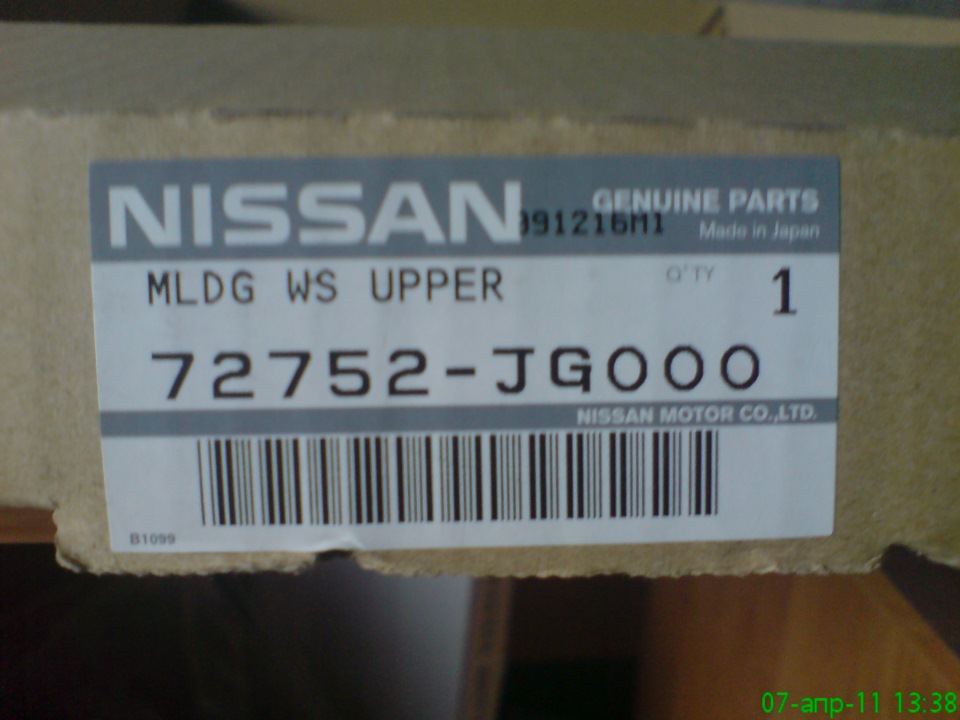 NISSAN
GENUINE PARTS
991216M1
Made in Japan
MLDG WS UPPER
Q'TY 1
72752-JG000
NISSAN MOTOR CO.,LTD.
B1099
07-апр-11 13:38